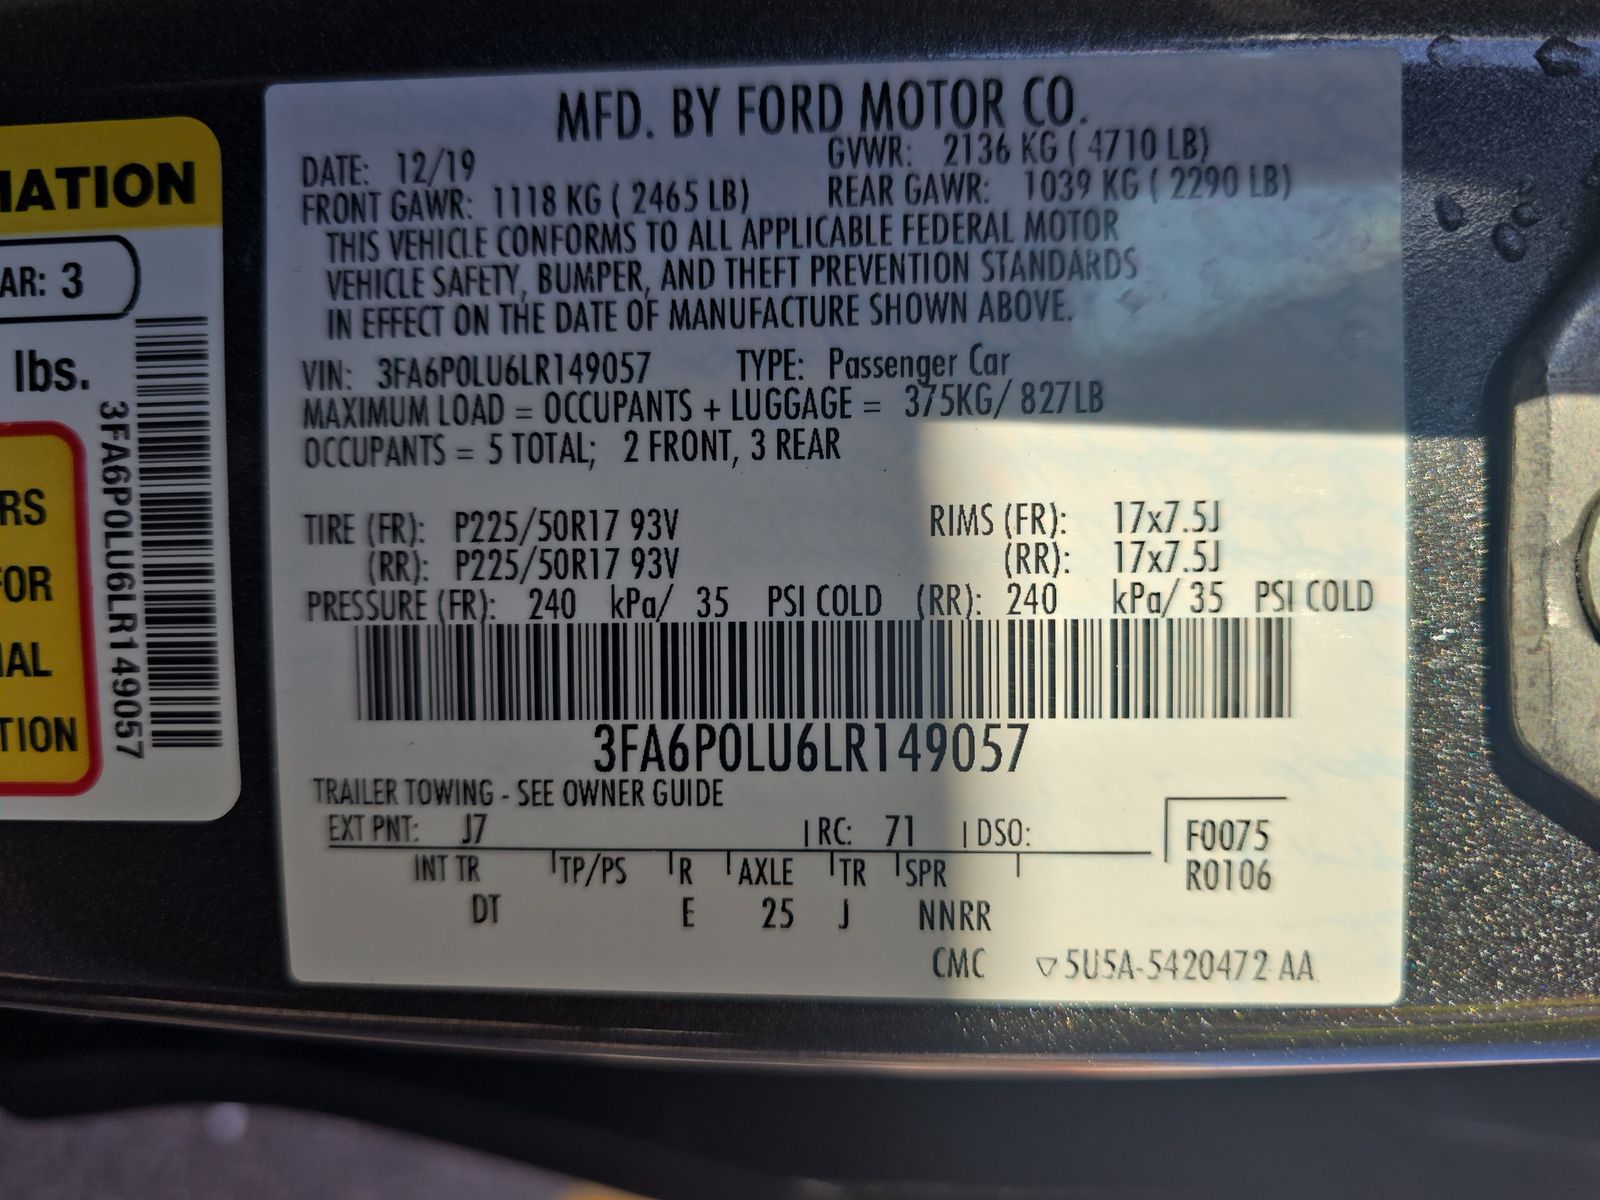 MATION
AR: 3
lbs.
RS
FOR
IAL
TION
3FA6P0LU6LR149057
MFD. BY FORD MOTOR CO.
DATE: 12/19 GVWR: 2136 KG ( 4710 LB)
FRONT GAWR: 1118 KG ( 2465 LB) REAR GAWR: 1039 KG ( 2290 LB)
THIS VEHICLE CONFORMS TO ALL APPLICABLE FEDERAL MOTOR
VEHICLE SAFETY, BUMPER, AND THEFT PREVENTION STANDARDS
IN EFFECT ON THE DATE OF MANUFACTURE SHOWN ABOVE.
VIN: 3FA6P0LU6LR149057 TYPE: Passenger Car
MAXIMUM LOAD = OCCUPANTS + LUGGAGE = 375KG/ 827LB
OCCUPANTS = 5 TOTAL; 2 FRONT, 3 REAR
TIRE (FR): P225/50R17 93V RIMS (FR): 17x7.5J
(RR): P225/50R17 93V (RR): 17x7.5J
PRESSURE (FR): 240 kPa/ 35 PSI COLD (RR): 240 kPa/ 35 PSI COLD
3FA6P0LU6LR149057
TRAILER TOWING - SEE OWNER GUIDE
EXT PNT: J7 RC: 71 DSO: F0075
INT TR TP/PS R AXLE TR SPR R0106
DT E 25 J NNRR
CMC ▽5U5A-5420472 AA